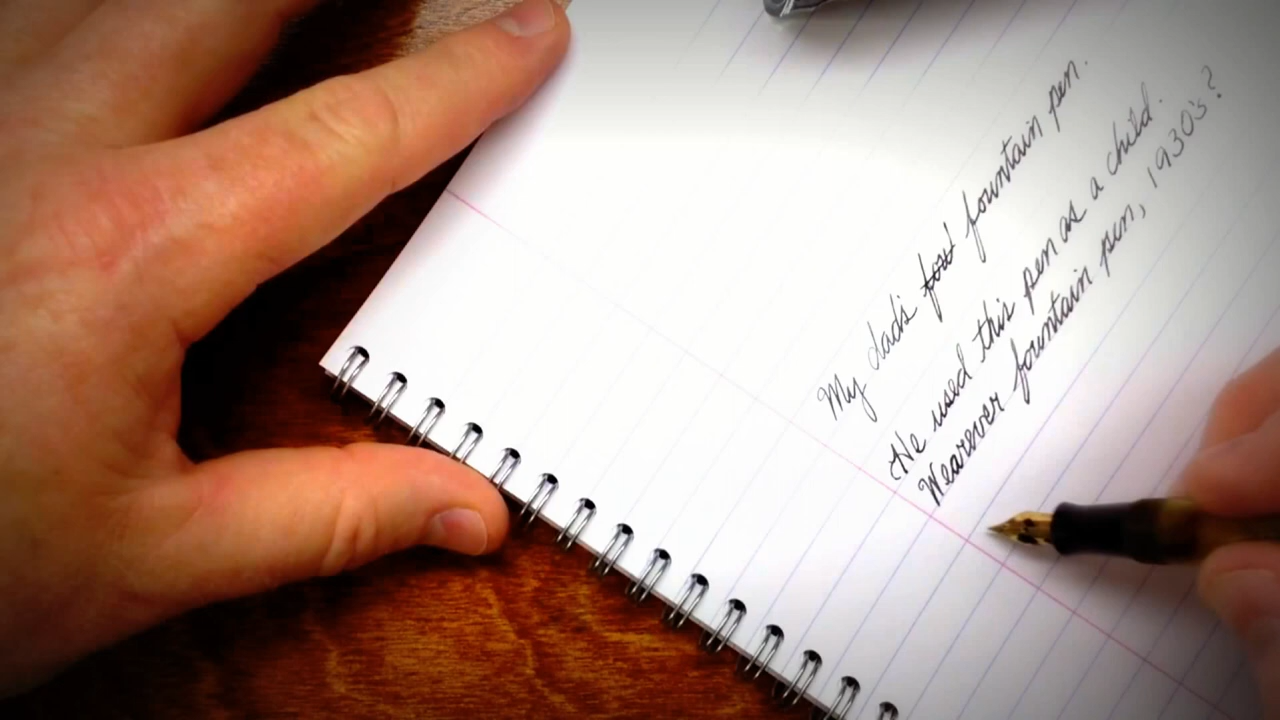 My dad's fountain pen.
He used this pen as a child.
Wearever fountain pen, 1930's?